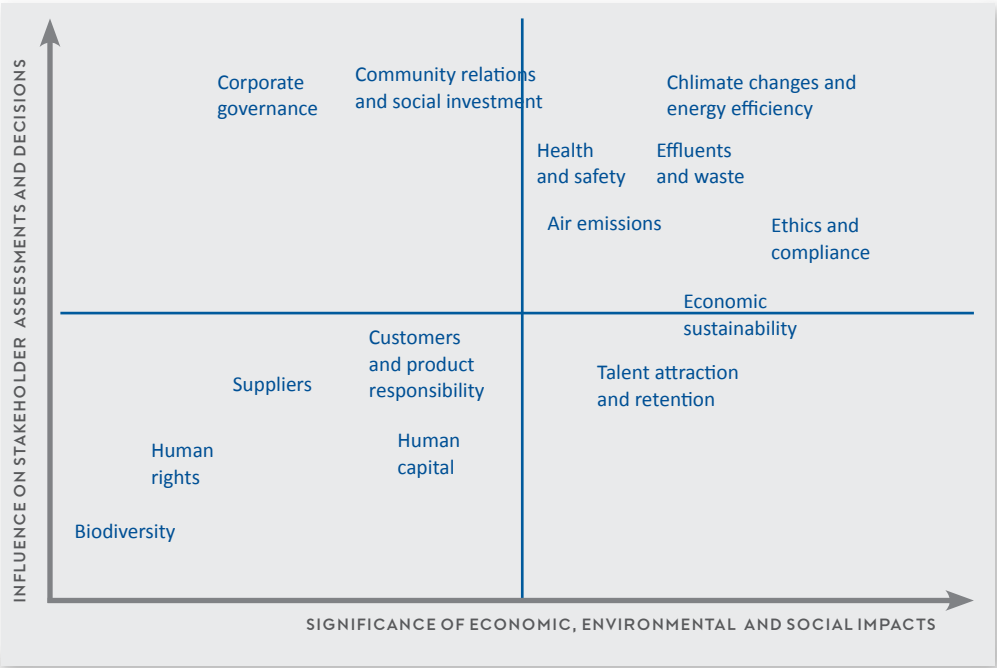 INFLUENCE ON STAKEHOLDER ASSESSMENTS AND DECISIONS
Corporate
governance
Community relations
and social investment
Chlimate changes and
energy efficiency
Health
and safety
Effluents
and waste
Air emissions
Ethics and
compliance
Economic
sustainability
Customers
and product
responsibility
Suppliers
Talent attraction
and retention
Human
rights
Human
capital
Biodiversity
SIGNIFICANCE OF ECONOMIC, ENVIRONMENTAL AND SOCIAL IMPACTS